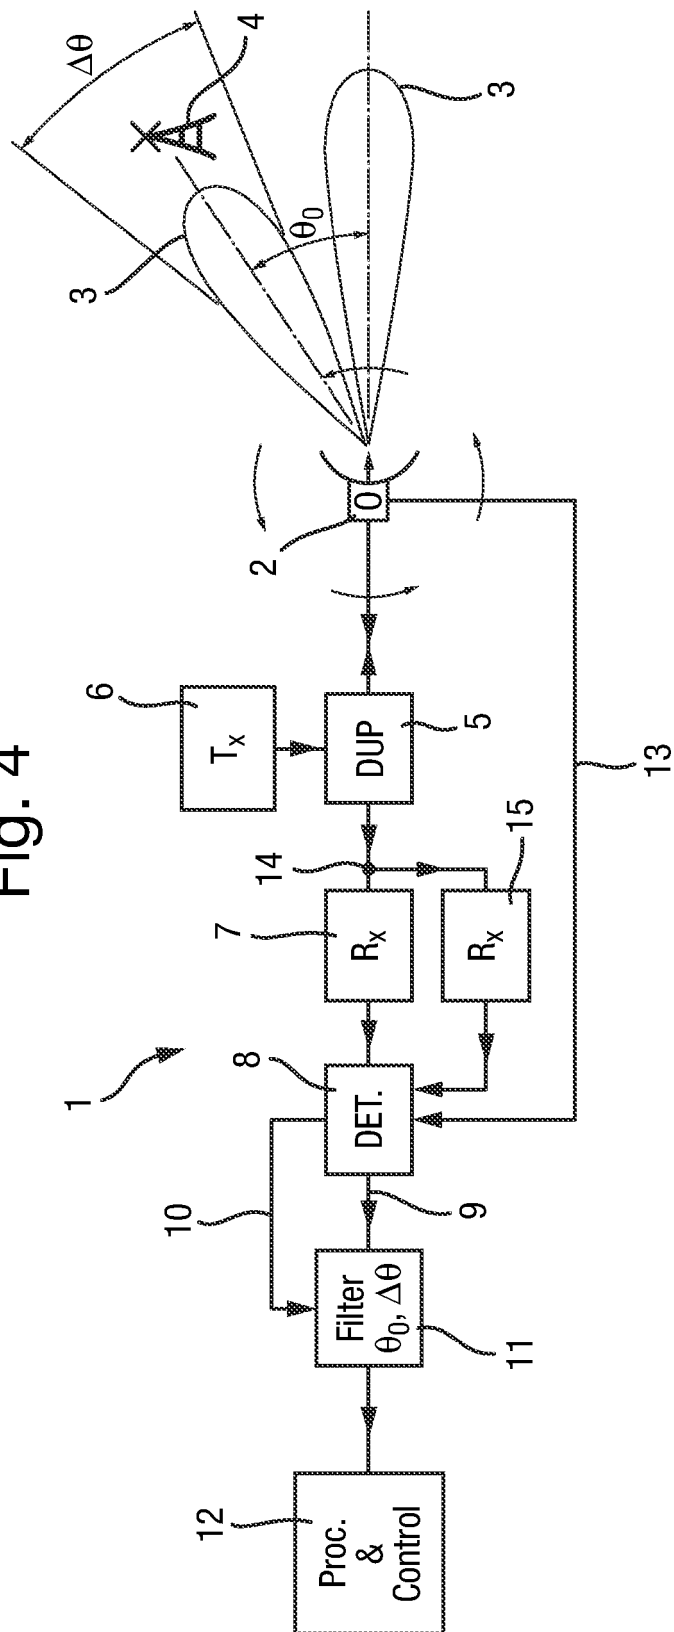 Fig. 4
1
12
Proc.
&
Control
11
Filter
θ0, Δθ
10
9
8
DET.
7
Rx
14
15
Rx
6
Tx
5
DUP
13
2
0
3
θ0
3
Δθ
4